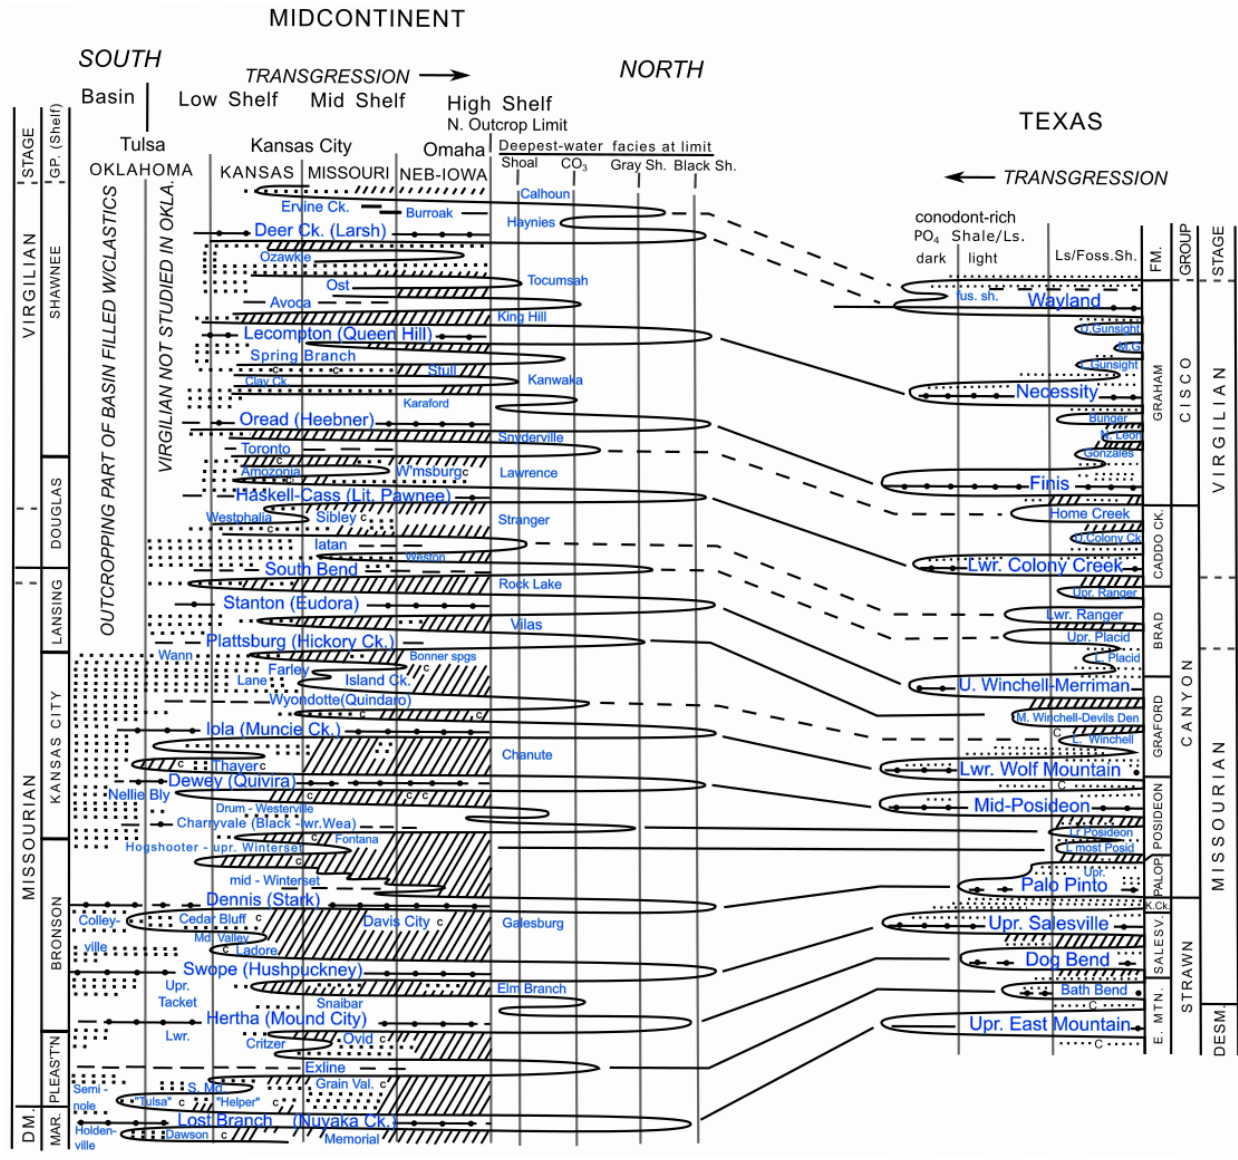 MIDCONTINENT
SOUTH
TRANSGRESSION
NORTH
Basin
Low Shelf
Mid Shelf
High Shelf
N. Outcrop Limit
TEXAS
STAGE
GP. (Shelf)
Tulsa
Kansas City
Omaha
Deepest-water facies at limit
OKLAHOMA
KANSAS
MISSOURI
NEB-IOWA
Shoal
CO3
Gray Sh.
Black Sh.
TRANSGRESSION
conodont-rich
PO4 Shale/Ls.
dark
light
Ls/Foss.Sh.
FM.
GROUP
STAGE
OUTCROPPING PART OF BASIN FILLED W/CLASTICS
VIRGILIAN NOT STUDIED IN OKLA.
VIRGILIAN
MISSOURIAN
DM.
SHAWNEE
DOUGLAS
LANSING
KANSAS CITY
BRONSON
PLEAS'T'N
MAR.
Calhoun
Ervine Ck.
Burroak
Haynies
Deer Ck. (Larsh)
Ozawkie
Ost
Tocumsah
Avoca
King Hill
Lecompton (Queen Hill)
Spring Branch
c
c
Stull
Clay Ck.
Kanwaka
Karaford
Oread (Heebner)
Snyderville
Toronto
c
Amozonia
W'msburg
c
Lawrence
c
Haskell-Cass (Lit. Pawnee)
Westphalia
Sibley
c
Stranger
c
Iatan
Weston
South Bend
Rock Lake
Stanton (Eudora)
Vilas
Plattsburg (Hickory Ck.)
Wann
Bonner spgs
Farley
c
Lane
Island Ck.
Wyondotte(Quindaro)
c
c
Iola (Muncie Ck.)
Chanute
c
Thayer
c
Dewey (Quivira)
Nellie Bly
c
c c
Drum - Westerville
Charryvale (Black -lwr.Wea)
c
Fontana
Hogshooter - upr. Winterset
c
mid - Winterset
Dennis (Stark)
Colley-
ville
Cedar Bluff
c
Davis City
c
Galesburg
Md. Valley
c
Ladore
Swope (Hushpuckney)
Upr.
Tacket
Elm Branch
Snaibar
Hertha (Mound City)
Lwr.
Critzer
Ovid
c
Exline
Semi -
nole
S. Md.
Grain Val.
c
"Tulsa"
c
"Helper"
c
Lost Branch (Nuyaka Ck.)
Holden-
ville
Dawson
c
Memorial
fus. sh.
Wayland
U.Gunsight
M.G
L.Gunsight
Necessity
Bunger
N. Leon
Gonzales
Finis
Home Creek
U.Colony Ck
Lwr. Colony Creek
Upr. Ranger
Lwr. Ranger
Upr. Placid
L. Placid
U. Winchell-Merriman
M. Winchell-Devils Den
C
L. Winchell
Lwr. Wolf Mountain
C
Mid-Posideon
Lr Posideon
L most Posid
Upr.
Palo Pinto
Upr. Salesville
Dog Bend
Bath Bend
C
Upr. East Mountain
C
GRAHAM
CADDO CK.
BRAD
GRAFORD
POSIDEON
PALOP.
K.Ck.
SALESV.
E. MTN.
CISCO
CANYON
STRAWN
VIRGILIAN
MISSOURIAN
DESM.